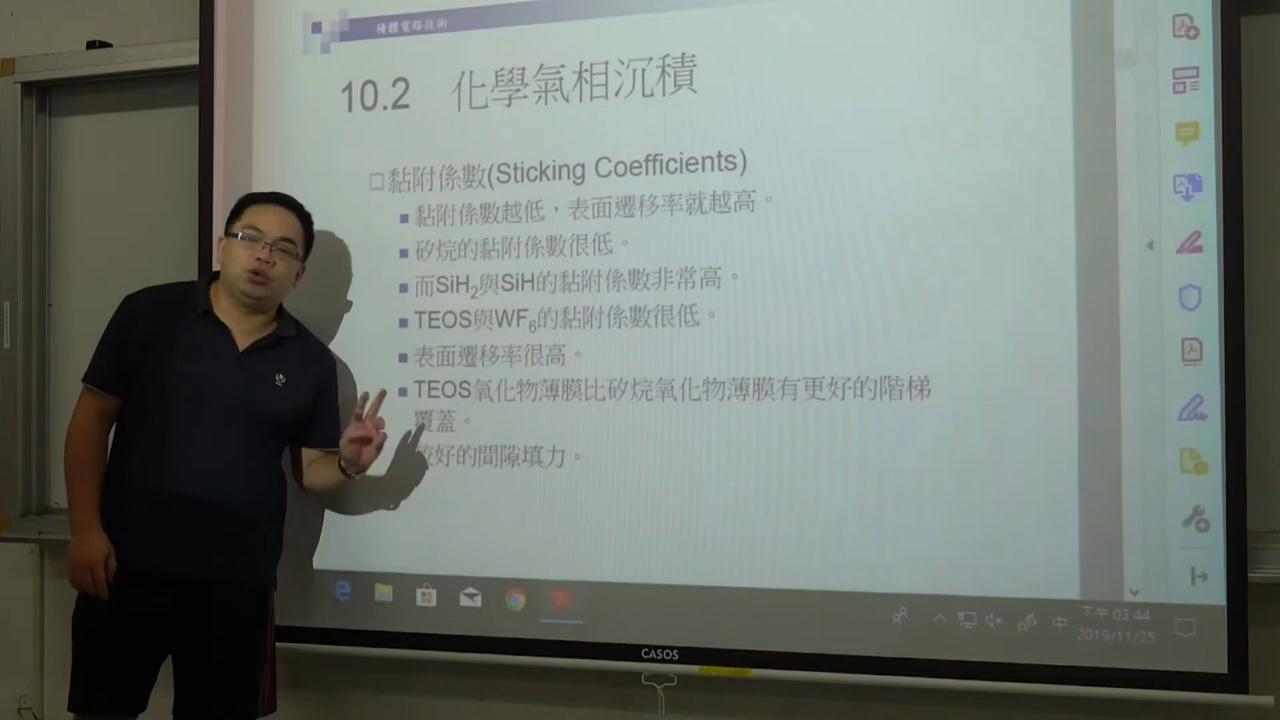 積體電路技術
10.2 化學氣相沉積
黏附係數(Sticking Coefficients)
黏附係數越低，表面遷移率就越高。
矽烷的黏附係數很低。
而SiH2與SiH的黏附係數非常高。
TEOS與WF6的黏附係數很低。
表面遷移率很高。
TEOS氧化物薄膜比矽烷氧化物薄膜有更好的階梯
覆蓋。
較好的間隙填力。
中
下午 03:44
2019/11/25
CASOS